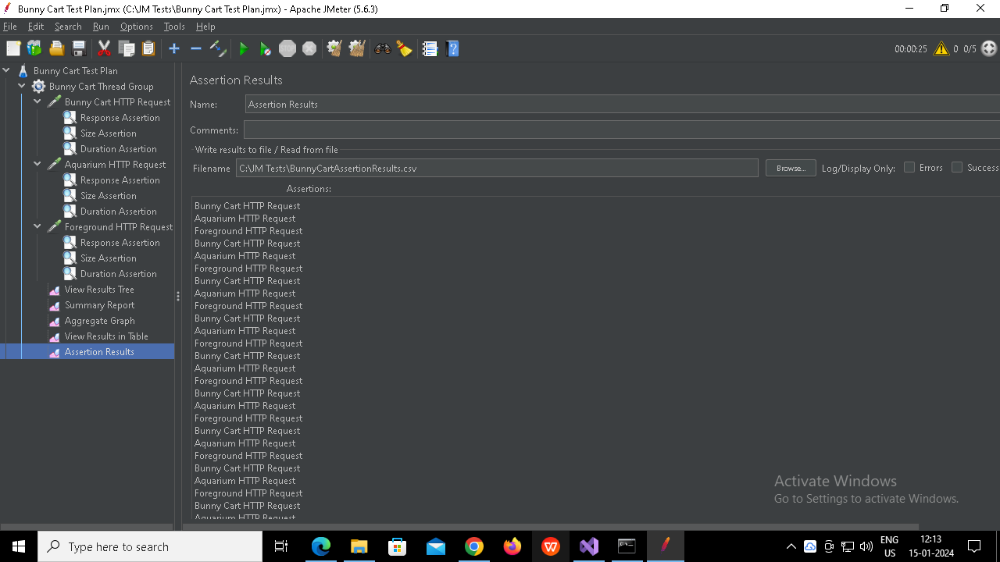 Bunny Cart Test Plan.jmx (C:\JM Tests\Bunny Cart Test Plan.jmx) - Apache JMeter (5.6.3)
File Edit Search Run Options Tools Help
STOP
00:00:25 0 0/5
Bunny Cart Test Plan
Bunny Cart Thread Group
Bunny Cart HTTP Request
Response Assertion
Size Assertion
Duration Assertion
Aquarium HTTP Request
Response Assertion
Size Assertion
Duration Assertion
Foreground HTTP Request
Response Assertion
Size Assertion
Duration Assertion
View Results Tree
Summary Report
Aggregate Graph
View Results in Table
Assertion Results
Assertion Results
Name: Assertion Results
Comments:
Write results to file / Read from file
Filename C:\JM Tests\BunnyCartAssertionResults.csv Browse... Log/Display Only: Errors Success
Assertions:
Bunny Cart HTTP Request
Aquarium HTTP Request
Foreground HTTP Request
Bunny Cart HTTP Request
Aquarium HTTP Request
Foreground HTTP Request
Bunny Cart HTTP Request
Aquarium HTTP Request
Foreground HTTP Request
Bunny Cart HTTP Request
Aquarium HTTP Request
Foreground HTTP Request
Bunny Cart HTTP Request
Aquarium HTTP Request
Foreground HTTP Request
Bunny Cart HTTP Request
Aquarium HTTP Request
Foreground HTTP Request
Bunny Cart HTTP Request
Aquarium HTTP Request
Foreground HTTP Request
Bunny Cart HTTP Request
Aquarium HTTP Request
Foreground HTTP Request
Bunny Cart HTTP Request
Aquarium HTTP Request
Activate Windows
Go to Settings to activate Windows.
Type here to search
ENG
US
12:13
15-01-2024